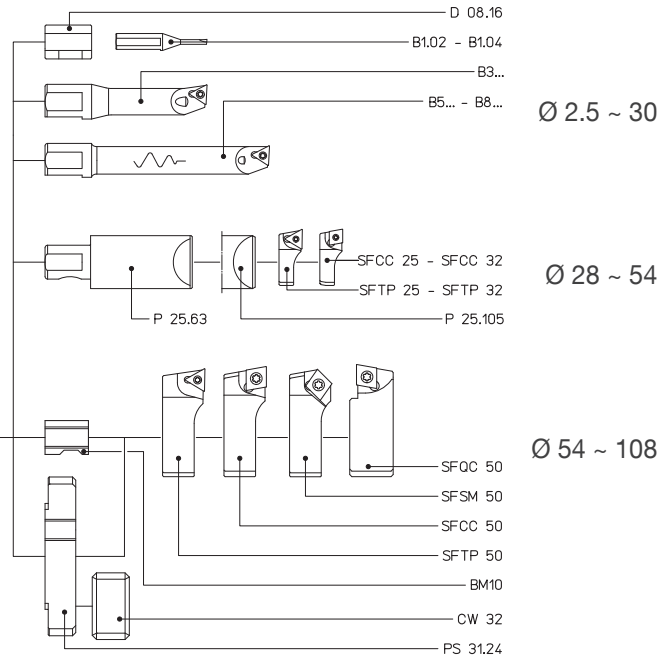 D 08.16
B1.02 - B1.04
B3...
B5... - B8...
Ø 2.5 ~ 30
SFCC 25 - SFCC 32
SFTP 25 - SFTP 32
Ø 28 ~ 54
P 25.63
P 25.105
Ø 54 ~ 108
SFQC 50
SFSM 50
SFCC 50
SFTP 50
BM10
CW 32
PS 31.24